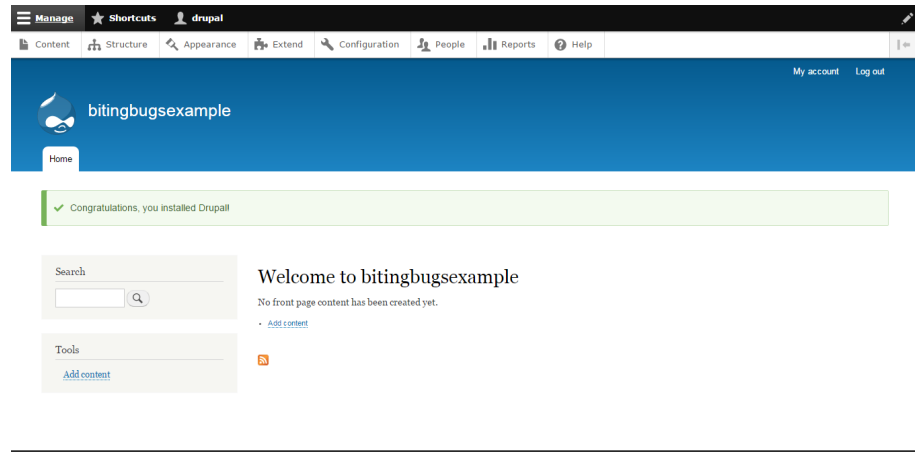 Manage Shortcuts drupal
Content Structure Appearance Extend Configuration People Reports Help
My account Log out
bitingbugsexample
Home
Congratulations, you installed Drupal!
Search
Welcome to bitingbugsexample
No front page content has been created yet.
Add content
Tools
Add content